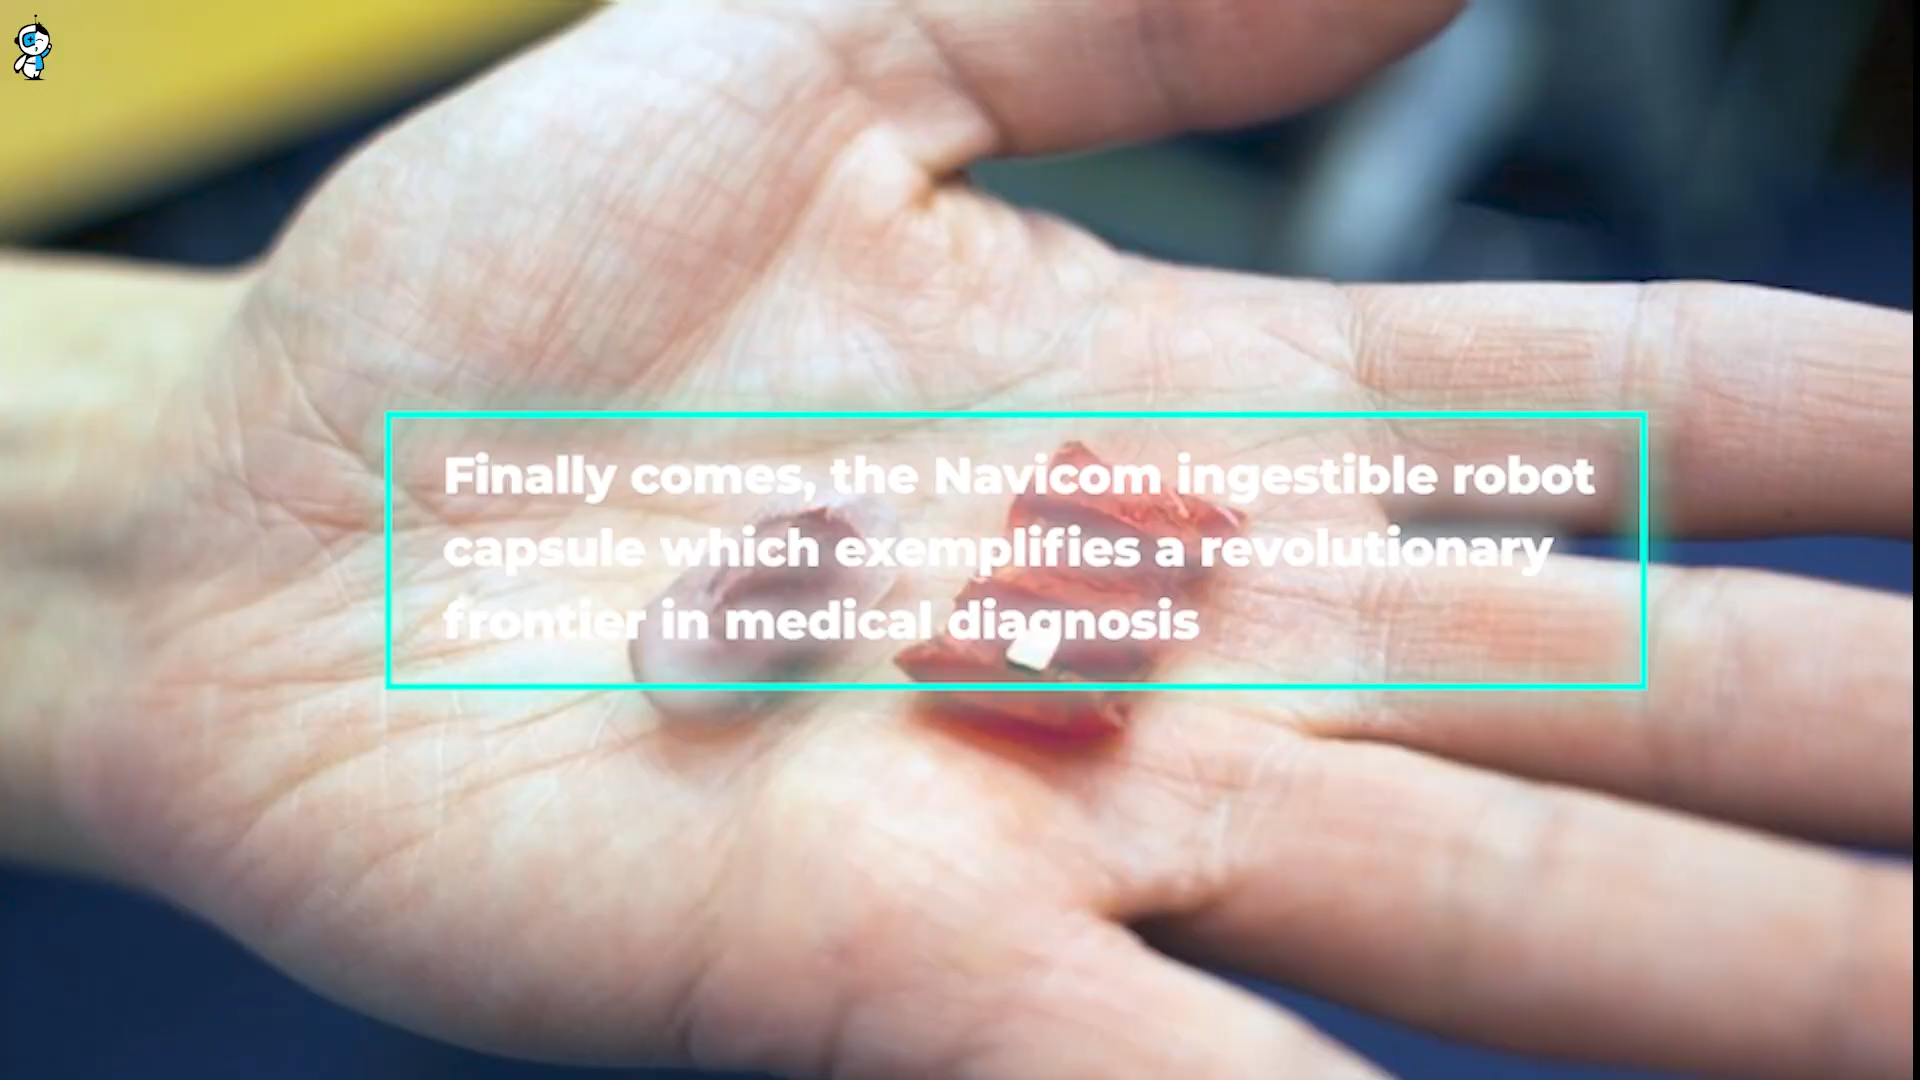 Finally comes, the Navicom ingestible robot
capsule which exemplifies a revolutionary
frontier in medical diagnosis